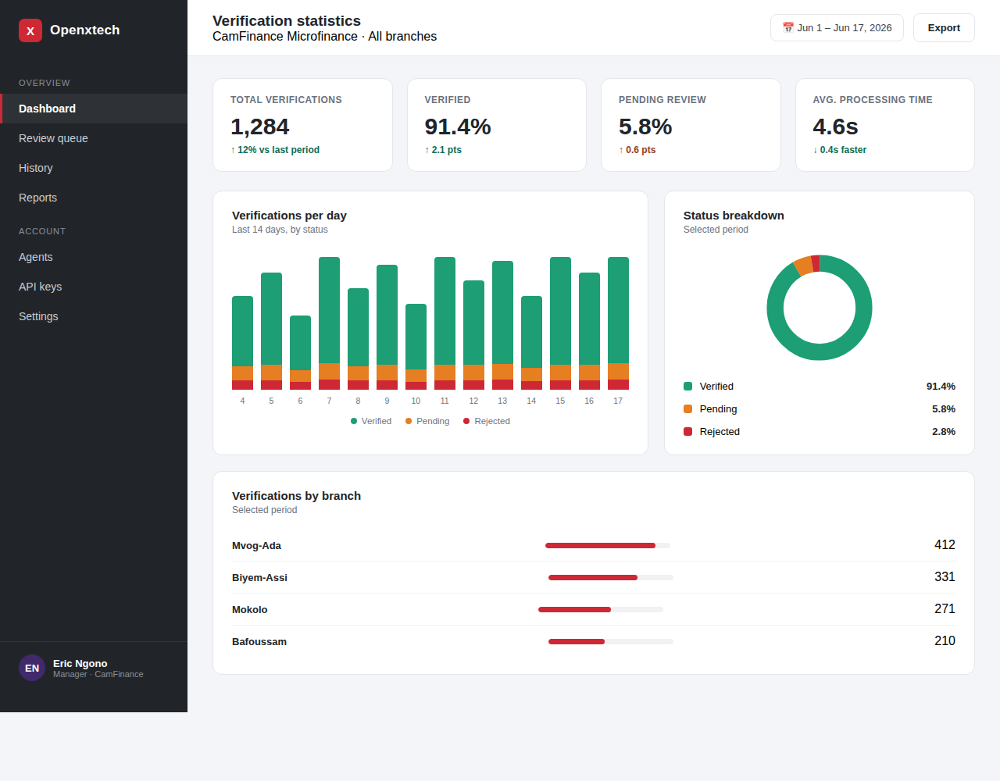 X Openxtech
OVERVIEW
Dashboard
Review queue
History
Reports
ACCOUNT
Agents
API keys
Settings
EN
Eric Ngono
Manager · CamFinance
Verification statistics
CamFinance Microfinance · All branches
📅 Jun 1 – Jun 17, 2026
Export
TOTAL VERIFICATIONS
1,284
↑ 12% vs last period
VERIFIED
91.4%
↑ 2.1 pts
PENDING REVIEW
5.8%
↑ 0.6 pts
AVG. PROCESSING TIME
4.6s
↓ 0.4s faster
Verifications per day
Last 14 days, by status
4 5 6 7 8 9 10 11 12 13 14 15 16 17
Verified Pending Rejected
Status breakdown
Selected period
Verified 91.4%
Pending 5.8%
Rejected 2.8%
Verifications by branch
Selected period
Mvog-Ada 412
Biyem-Assi 331
Mokolo 271
Bafoussam 210